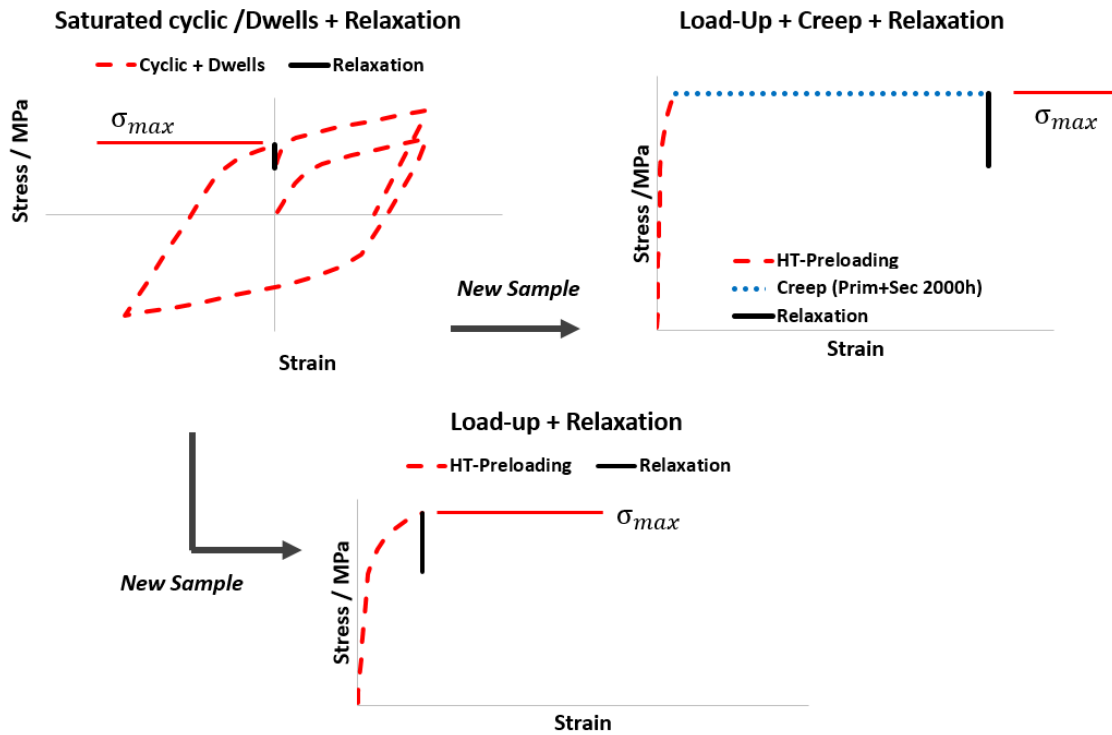 Saturated cyclic /Dwells + Relaxation
Cyclic + Dwells
Relaxation
σmax
Stress / MPa
Strain
New Sample
Load-Up + Creep + Relaxation
σmax
Stress /MPa
HT-Preloading
Creep (Prim+Sec 2000h)
Relaxation
Strain
Load-up + Relaxation
HT-Preloading
Relaxation
σmax
Stress / MPa
New Sample
Strain